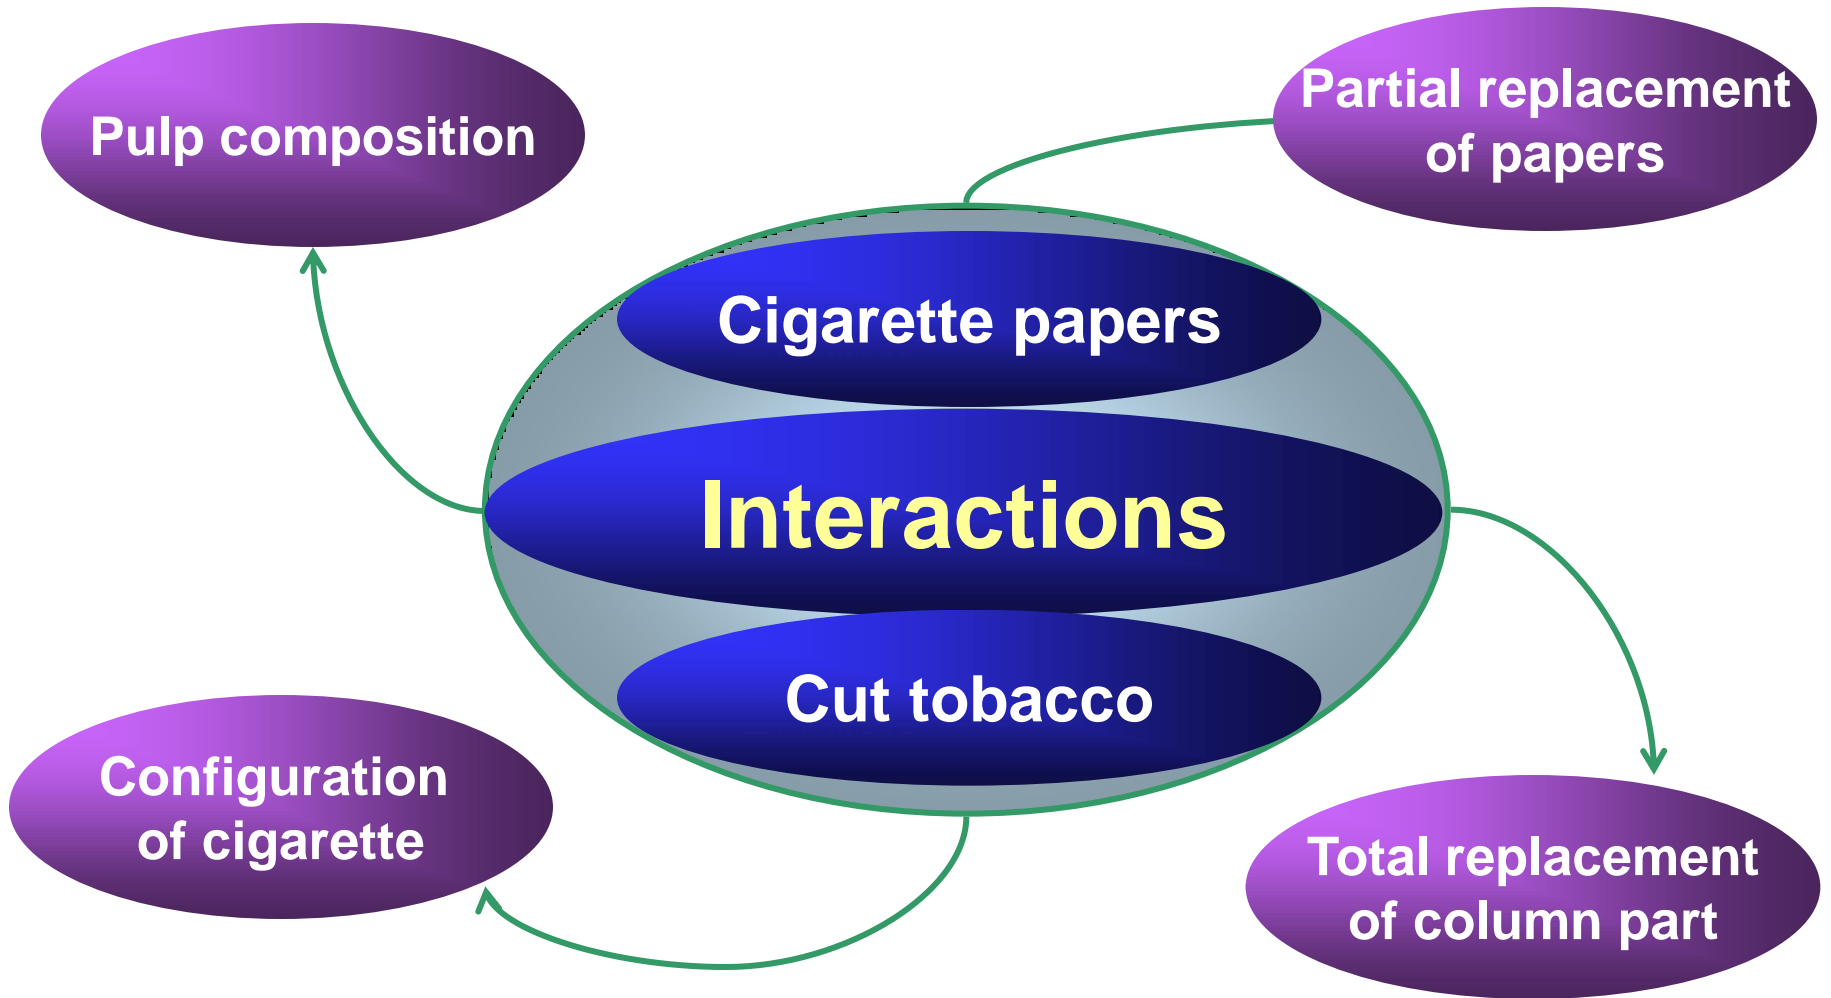 Pulp composition
Partial replacement
of papers
Cigarette papers
Interactions
Cut tobacco
Configuration
of cigarette
Total replacement
of column part